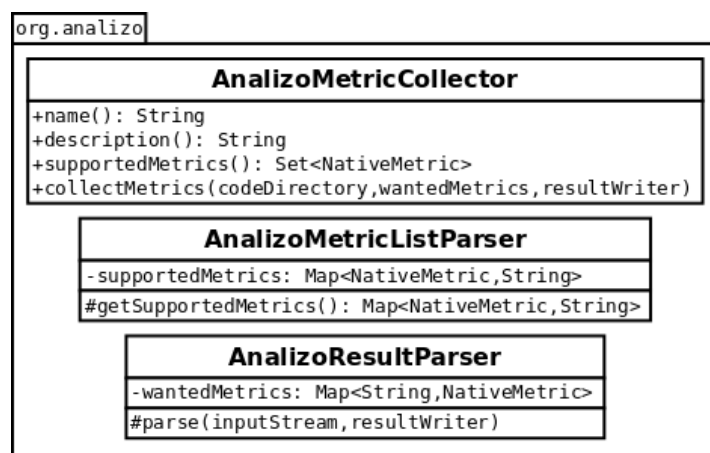 org.analizo
AnalizoMetricCollector
+name(): String
+description(): String
+supportedMetrics(): Set<NativeMetric>
+collectMetrics(codeDirectory,wantedMetrics,resultWriter)
AnalizoMetricListParser
-supportedMetrics: Map<NativeMetric,String>
#getSupportedMetrics(): Map<NativeMetric,String>
AnalizoResultParser
-wantedMetrics: Map<String,NativeMetric>
#parse(inputStream,resultWriter)